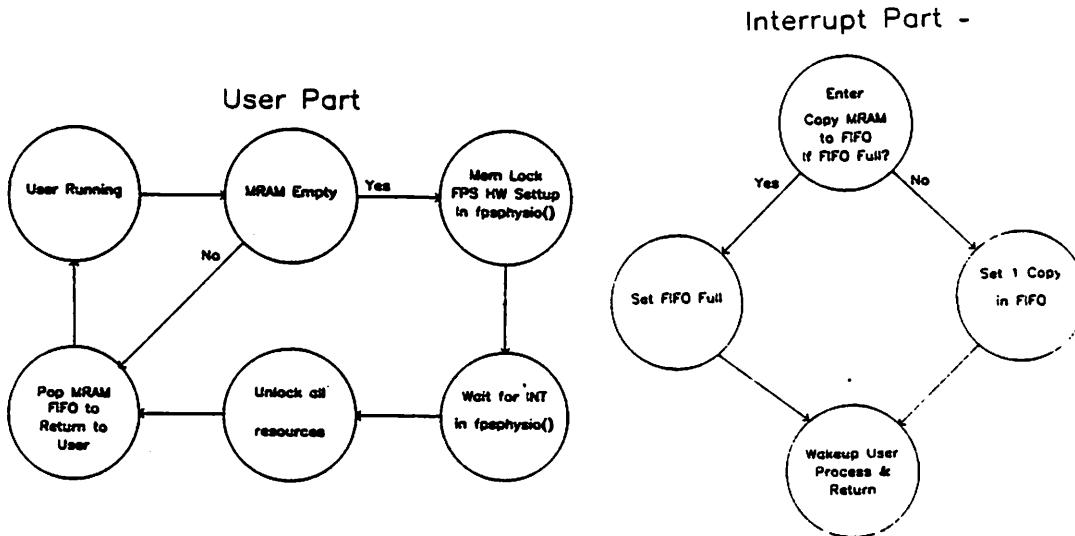 Interrupt Part -
User Part
Enter
Copy MRAM
to FIFO
If FIFO Full?
Yes
No
User Running
MRAM Empty
Yes
Mem Lock
FPS HW Settup
in fpsphysio()
No
Set FIFO Full
Set 1 Copy
in FIFO
Pop MRAM
FIFO to
Return to
User
Unlock all
resources
Wait for INT
in fpsphysio()
Wakeup User
Process &
Return